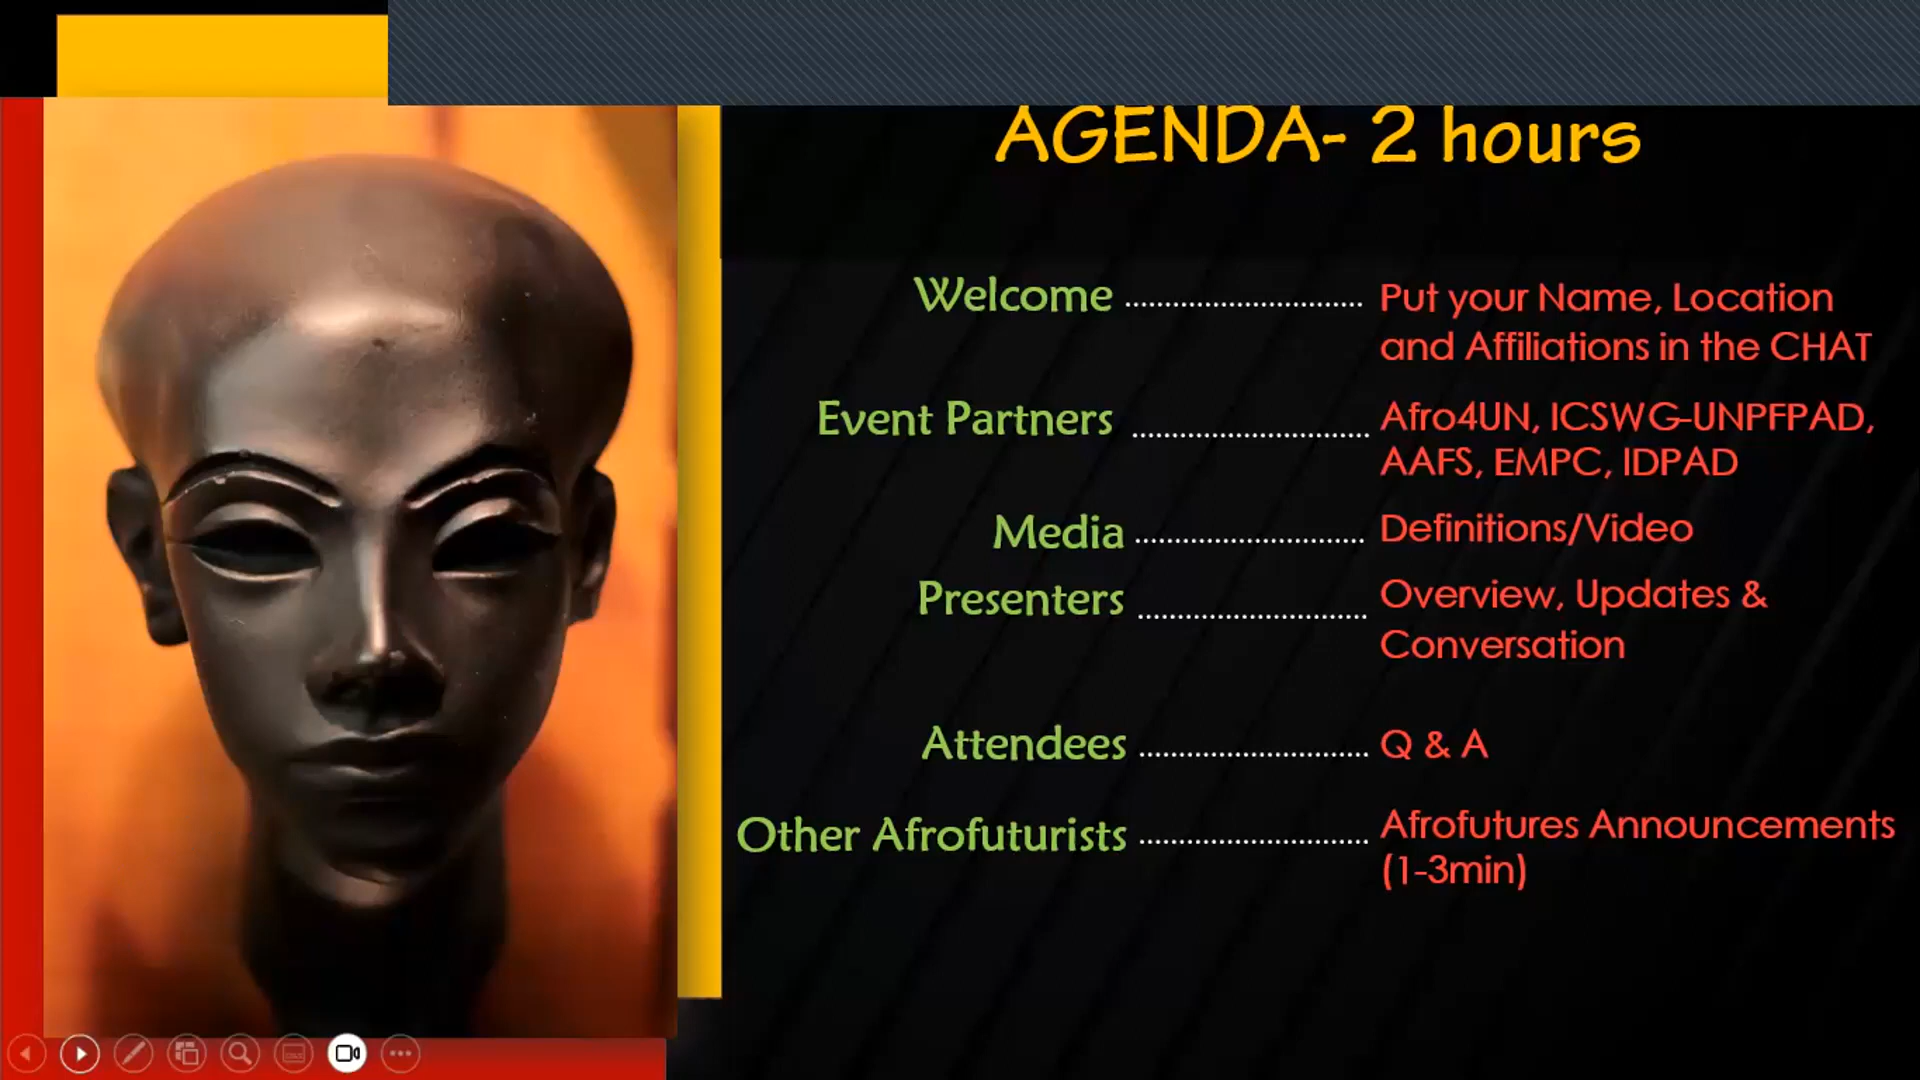 AGENDA- 2 hours
Welcome ........................ Put your Name, Location
and Affiliations in the CHAT
Event Partners ........................ Afro4UN, ICSWG-UNPFPAD,
AAFS, EMPC, IDPAD
Media ........................ Definitions/Video
Presenters ........................ Overview, Updates &
Conversation
Attendees ........................ Q & A
Other Afrofuturists ........................ Afrofutures Announcements
(1-3min)